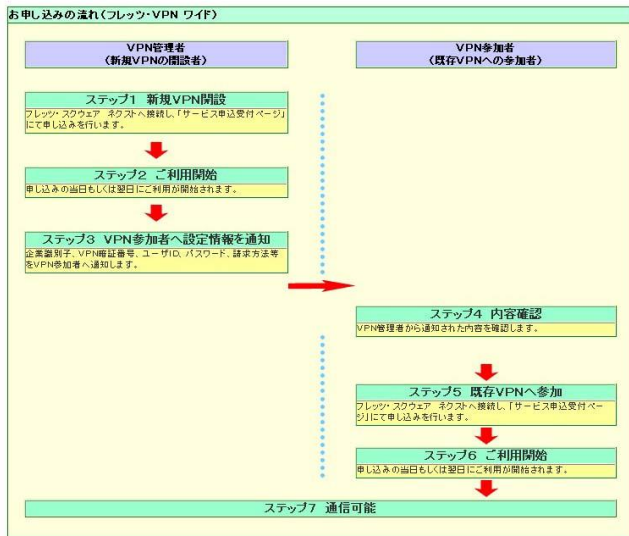 お申し込みの流れ(フレッツ・VPN ワイド)
VPN管理者
(新規VPNの開設者)
VPN参加者
(既存VPNへの参加者)
ステップ1 新規VPN開設
フレッツ・スクウェア ネクストへ接続し、「サービス申込受付ページ」
にて申し込みを行います。
ステップ2 ご利用開始
申し込みの当日もしくは翌日にご利用が開始されます。
ステップ3 VPN参加者へ設定情報を通知
企業識別子、VPN暗証番号、ユーザID、パスワード、請求方法等
をVPN参加者へ通知します。
ステップ4 内容確認
VPN管理者から通知された内容を確認します。
ステップ5 既存VPNへ参加
フレッツ・スクウェア ネクストへ接続し、「サービス申込受付ペー
ジ」にて申し込みを行います。
ステップ6 ご利用開始
申し込みの当日もしくは翌日にご利用が開始されます。
ステップ7 通信可能